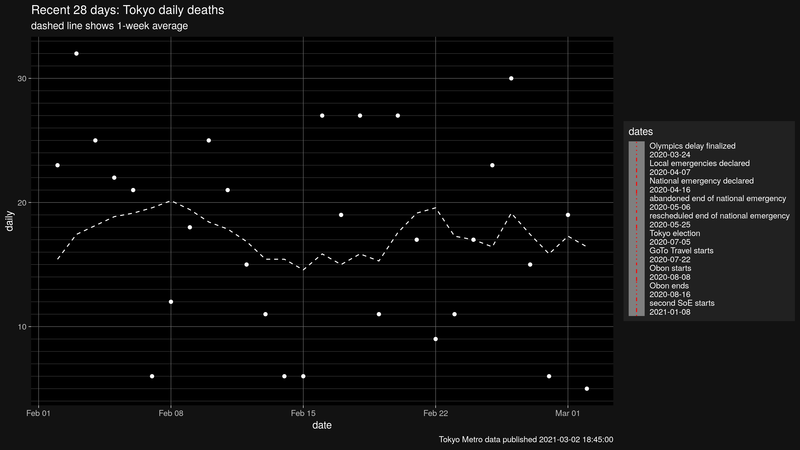 Recent 28 days: Tokyo daily deaths
dashed line shows 1-week average
30
20
10
daily
Feb 01
Feb 08
Feb 15
Feb 22
Mar 01
date
dates
Olympics delay finalized
2020-03-24
Local emergencies declared
2020-04-07
National emergency declared
2020-04-16
abandoned end of national emergency
2020-05-06
rescheduled end of national emergency
2020-05-25
Tokyo election
2020-07-05
GoTo Travel starts
2020-07-22
Obon starts
2020-08-08
Obon ends
2020-08-16
second SoE starts
2021-01-08
Tokyo Metro data published 2021-03-02 18:45:00